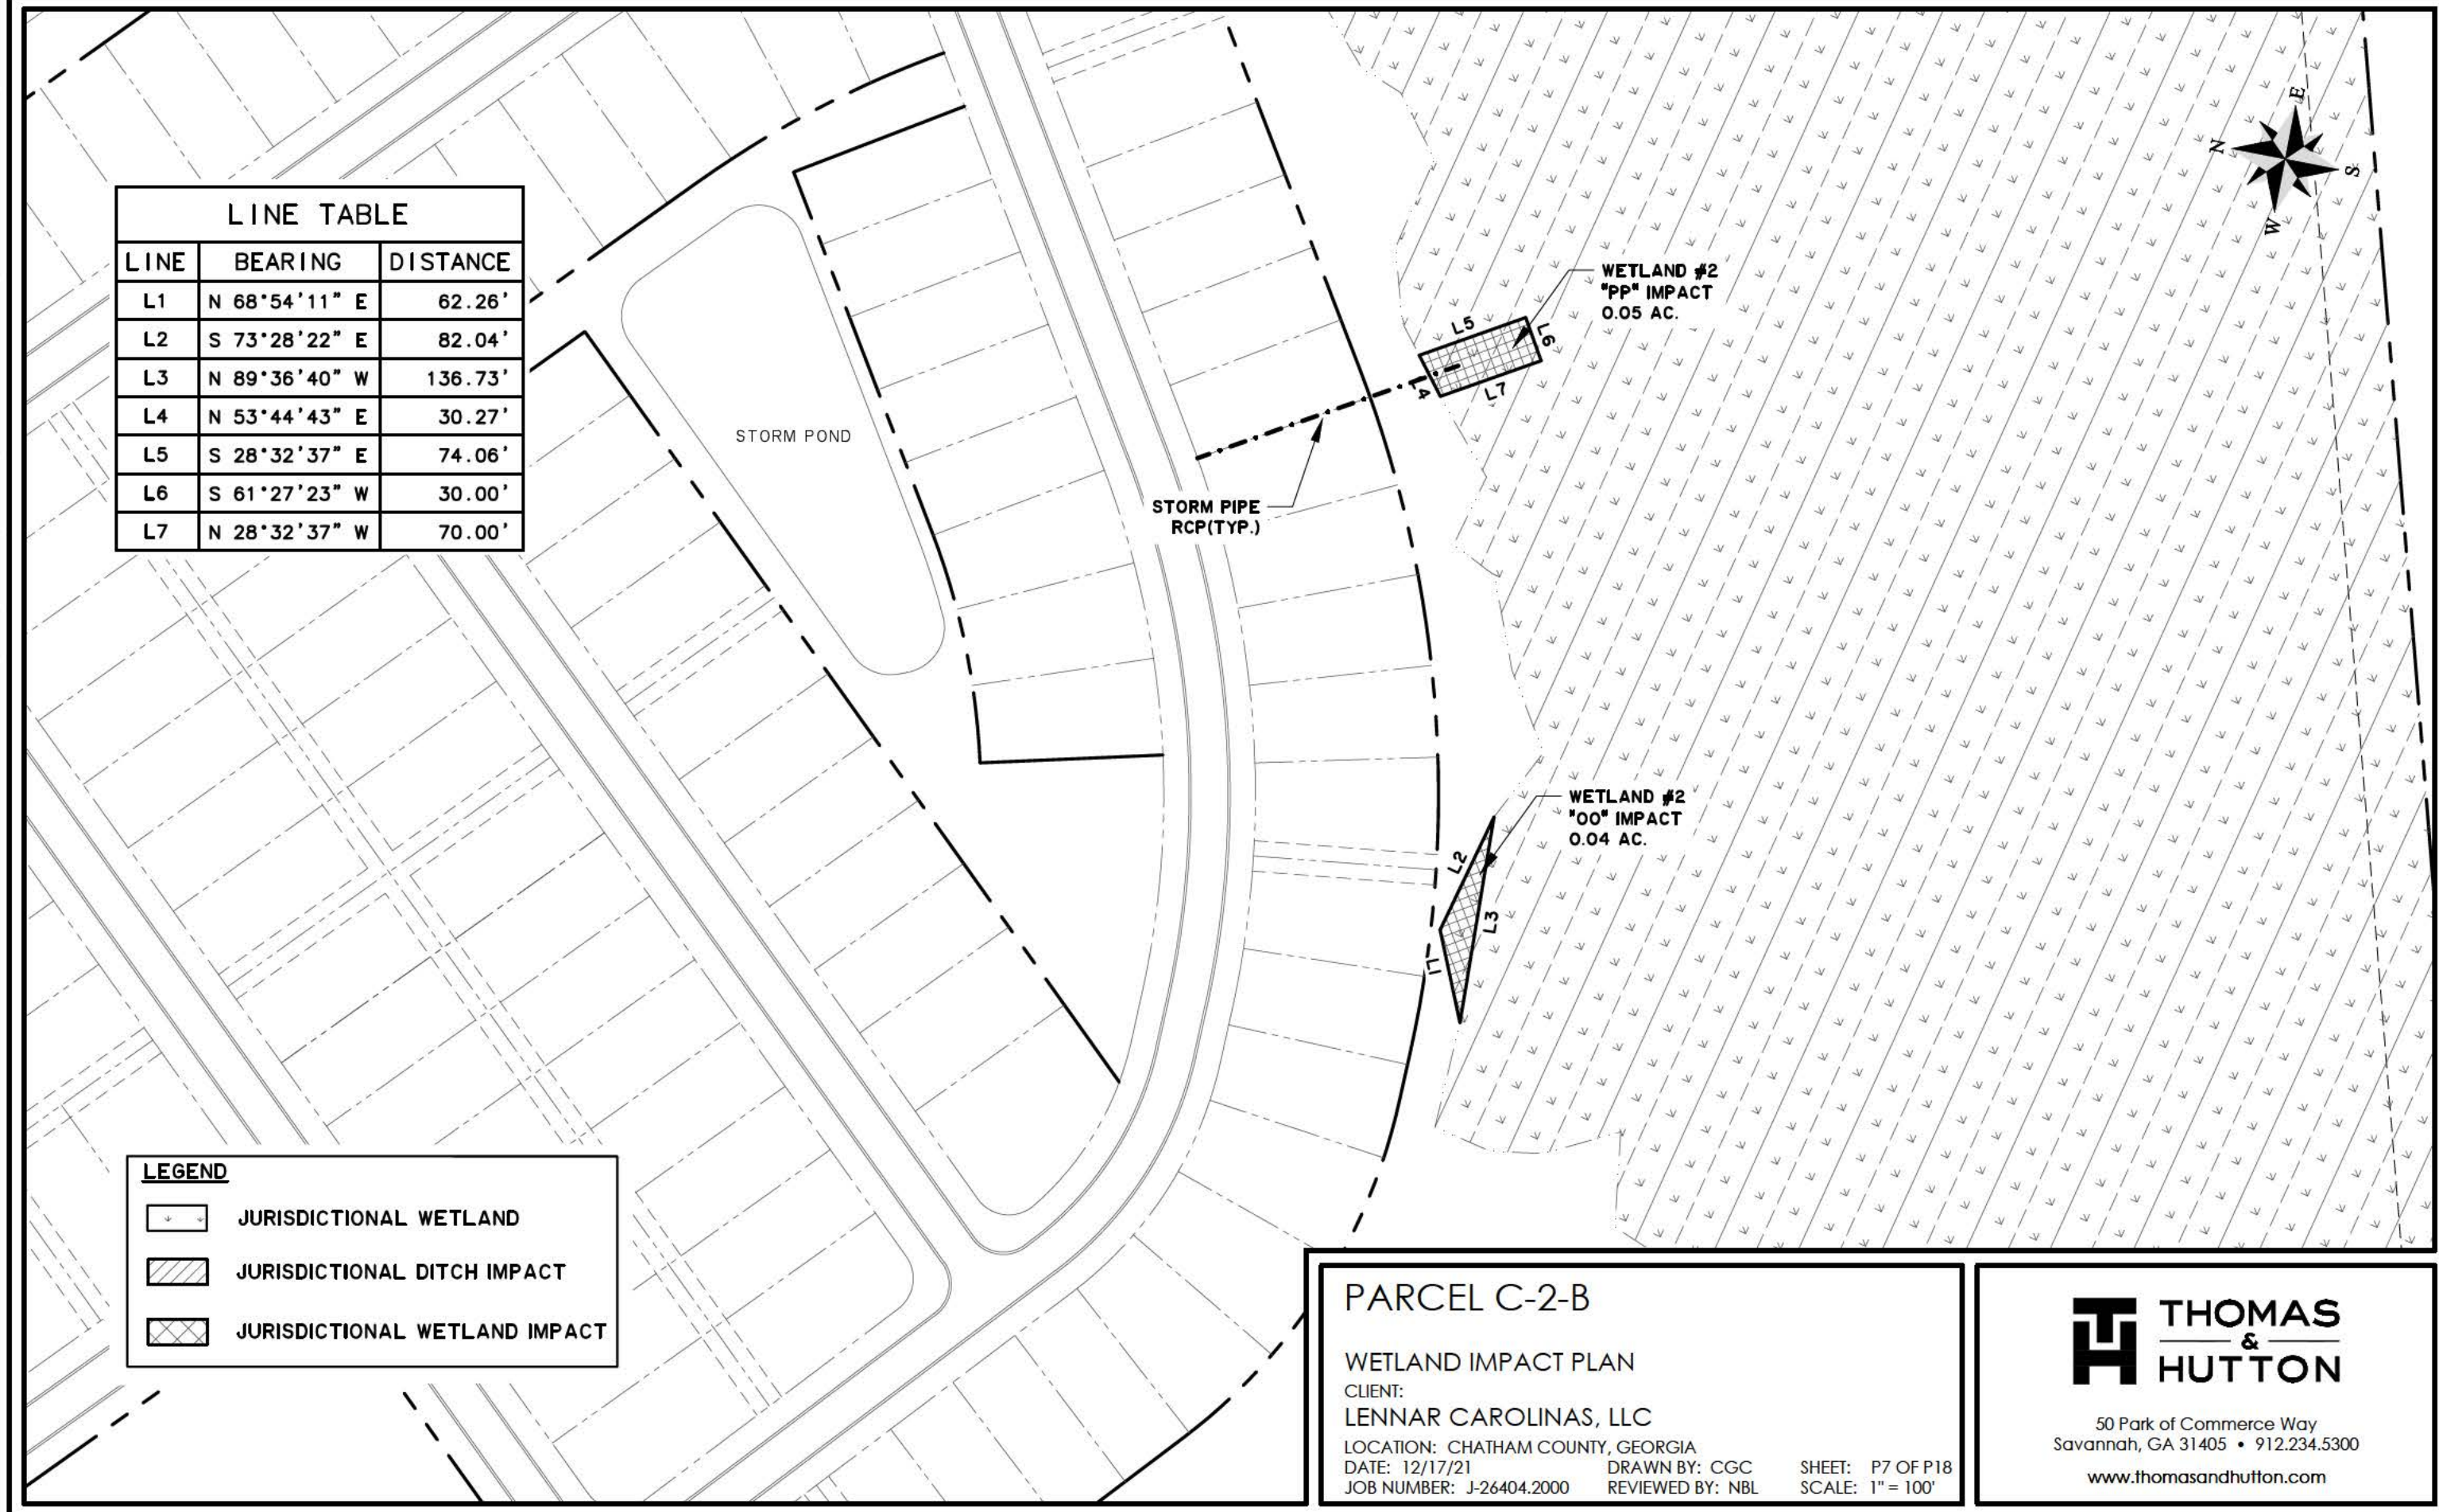 LINE TABLE
LINE BEARING DISTANCE
L1 N 68°54'11" E 62.26'
L2 S 73°28'22" E 82.04'
L3 N 89°36'40" W 136.73'
L4 N 53°44'43" E 30.27'
L5 S 28°32'37" E 74.06'
L6 S 61°27'23" W 30.00'
L7 N 28°32'37" W 70.00'
N
E
S
W
WETLAND #2
"PP" IMPACT
0.05 AC.
L5
L6
L4
L7
STORM POND
STORM PIPE
RCP(TYP.)
WETLAND #2
"OO" IMPACT
0.04 AC.
L2
L3
L1
LEGEND
JURISDICTIONAL WETLAND
JURISDICTIONAL DITCH IMPACT
JURISDICTIONAL WETLAND IMPACT
PARCEL C-2-B
WETLAND IMPACT PLAN
CLIENT:
LENNAR CAROLINAS, LLC
LOCATION: CHATHAM COUNTY, GEORGIA
DATE: 12/17/21 DRAWN BY: CGC SHEET: P7 OF P18
JOB NUMBER: J-26404.2000 REVIEWED BY: NBL SCALE: 1" = 100'
THOMAS
&
HUTTON
50 Park of Commerce Way
Savannah, GA 31405 • 912.234.5300
www.thomasandhutton.com